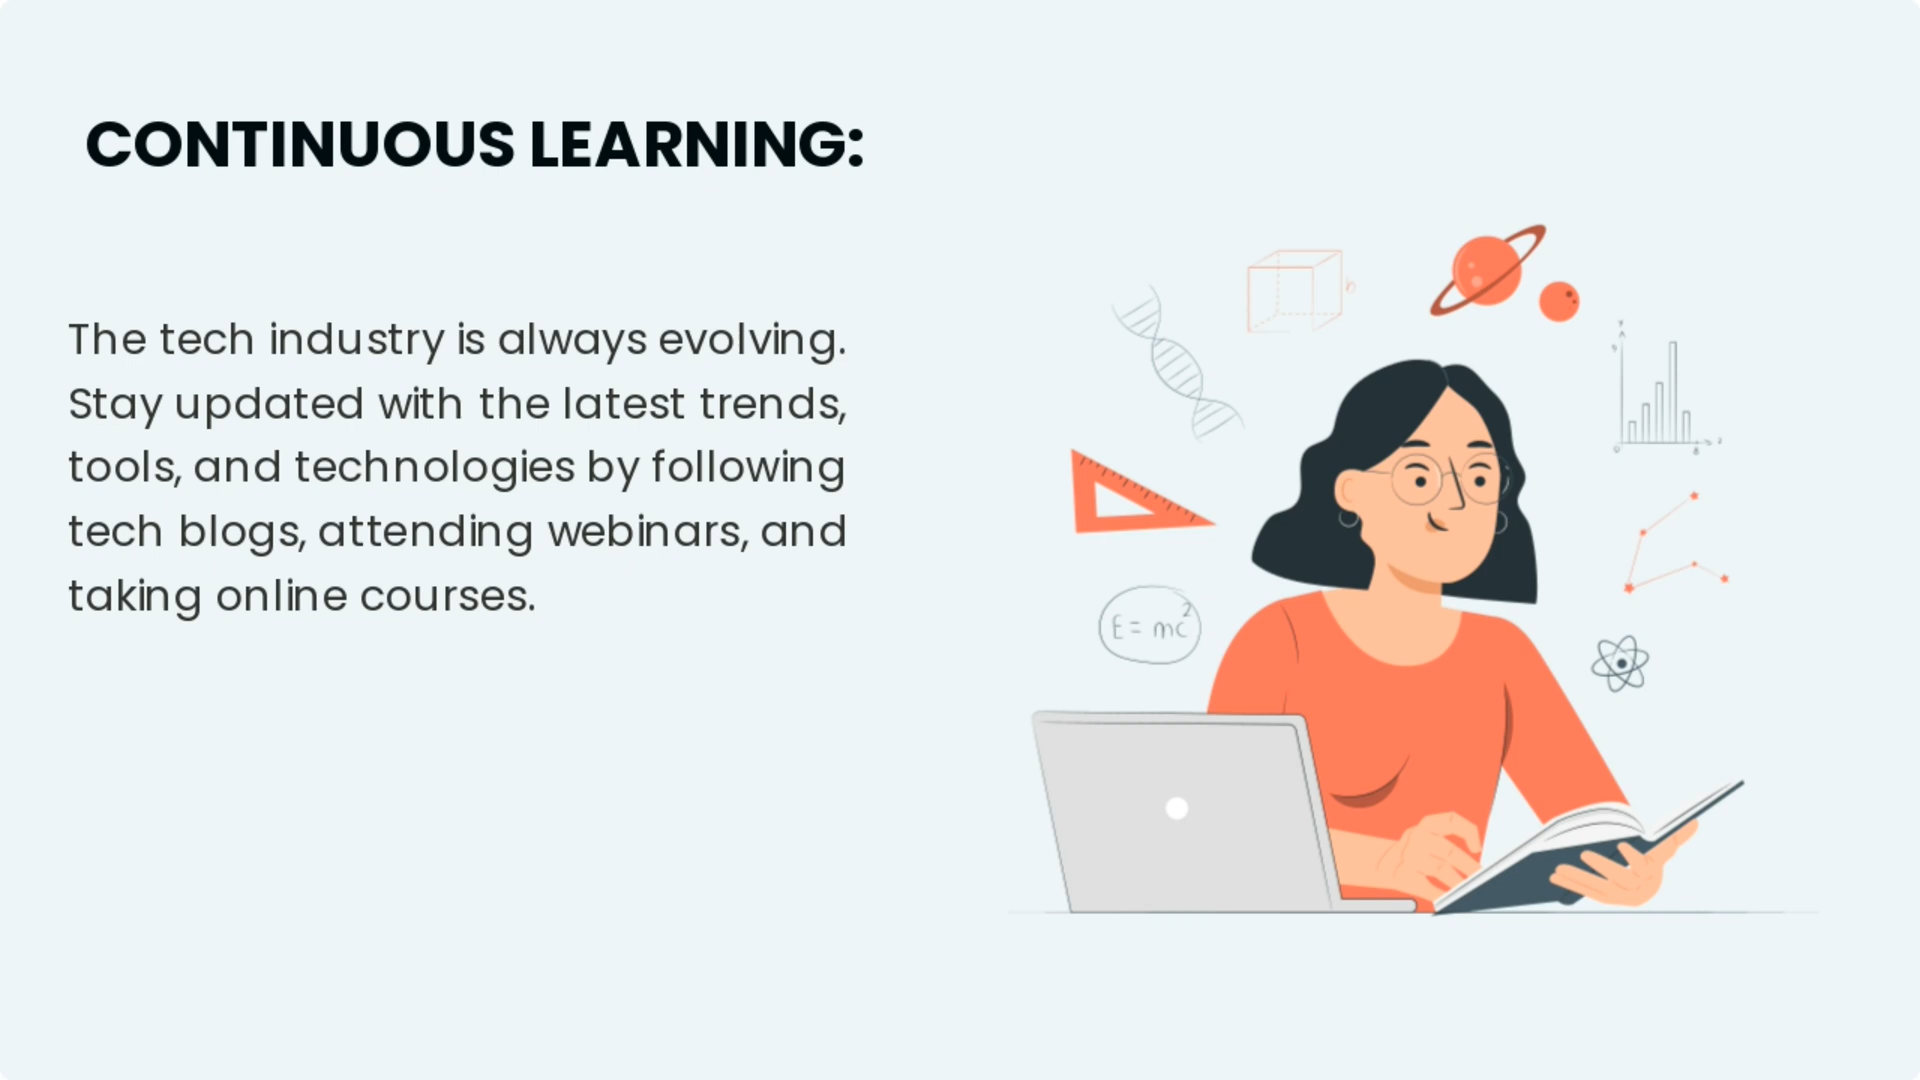 CONTINUOUS LEARNING:
The tech industry is always evolving.
Stay updated with the latest trends,
tools, and technologies by following
tech blogs, attending webinars, and
taking online courses.
b
E = mc²